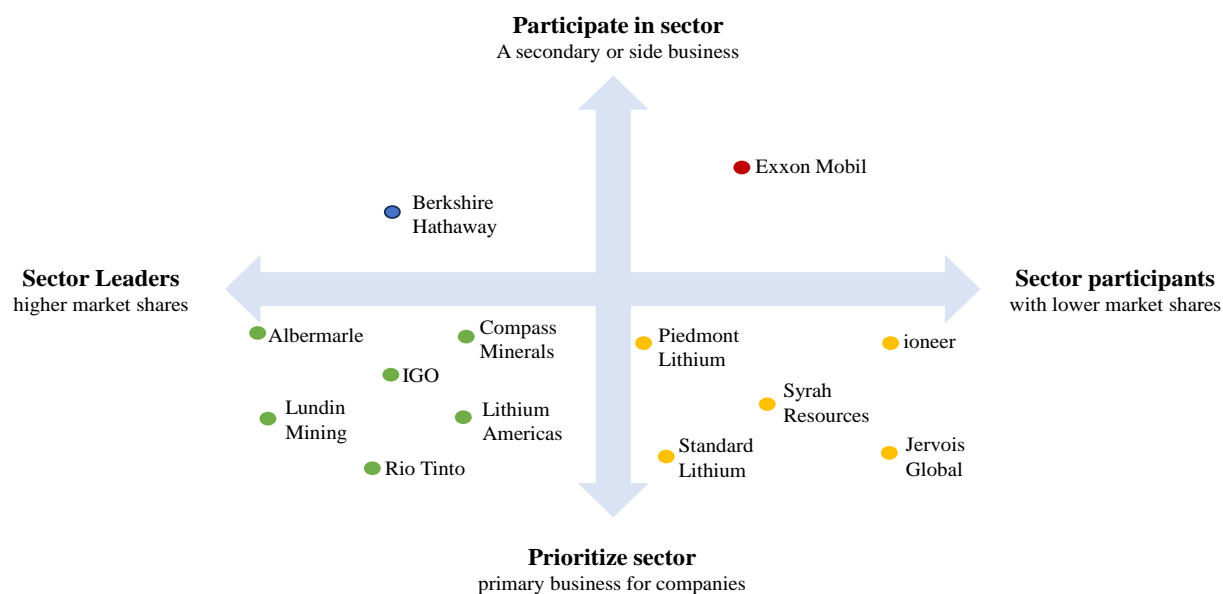 Participate in sector
A secondary or side business
Exxon Mobil
Berkshire
Hathaway
Sector Leaders
higher market shares
Sector participants
with lower market shares
Albermarle
Compass
Minerals
Piedmont
Lithium
ioneer
IGO
Lundin
Mining
Lithium
Americas
Syrah
Resources
Rio Tinto
Standard
Lithium
Jervois
Global
Prioritize sector
primary business for companies